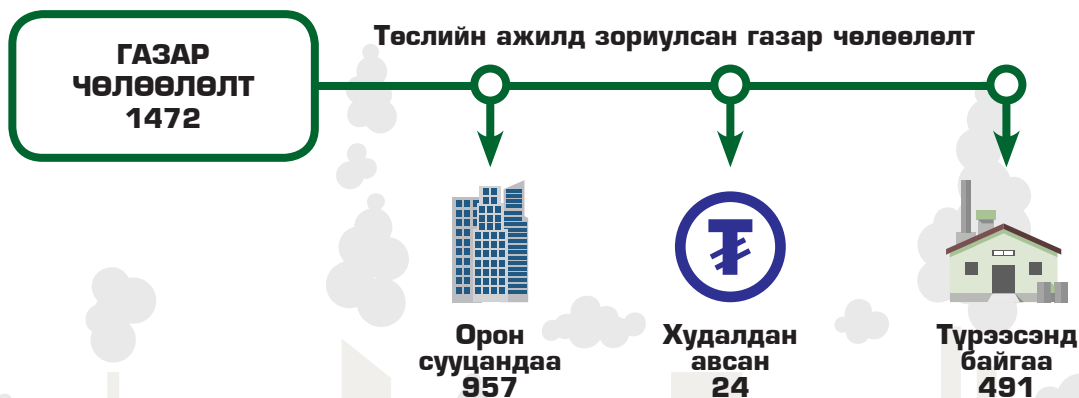 Төслийн ажилд зориулсан газар чөлөөлөлт
ГАЗАР
ЧӨЛӨӨЛӨЛТ
1472
Орон
сууцандаа
957
Худалдан
авсан
24
Түрээсэнд
байгаа
491